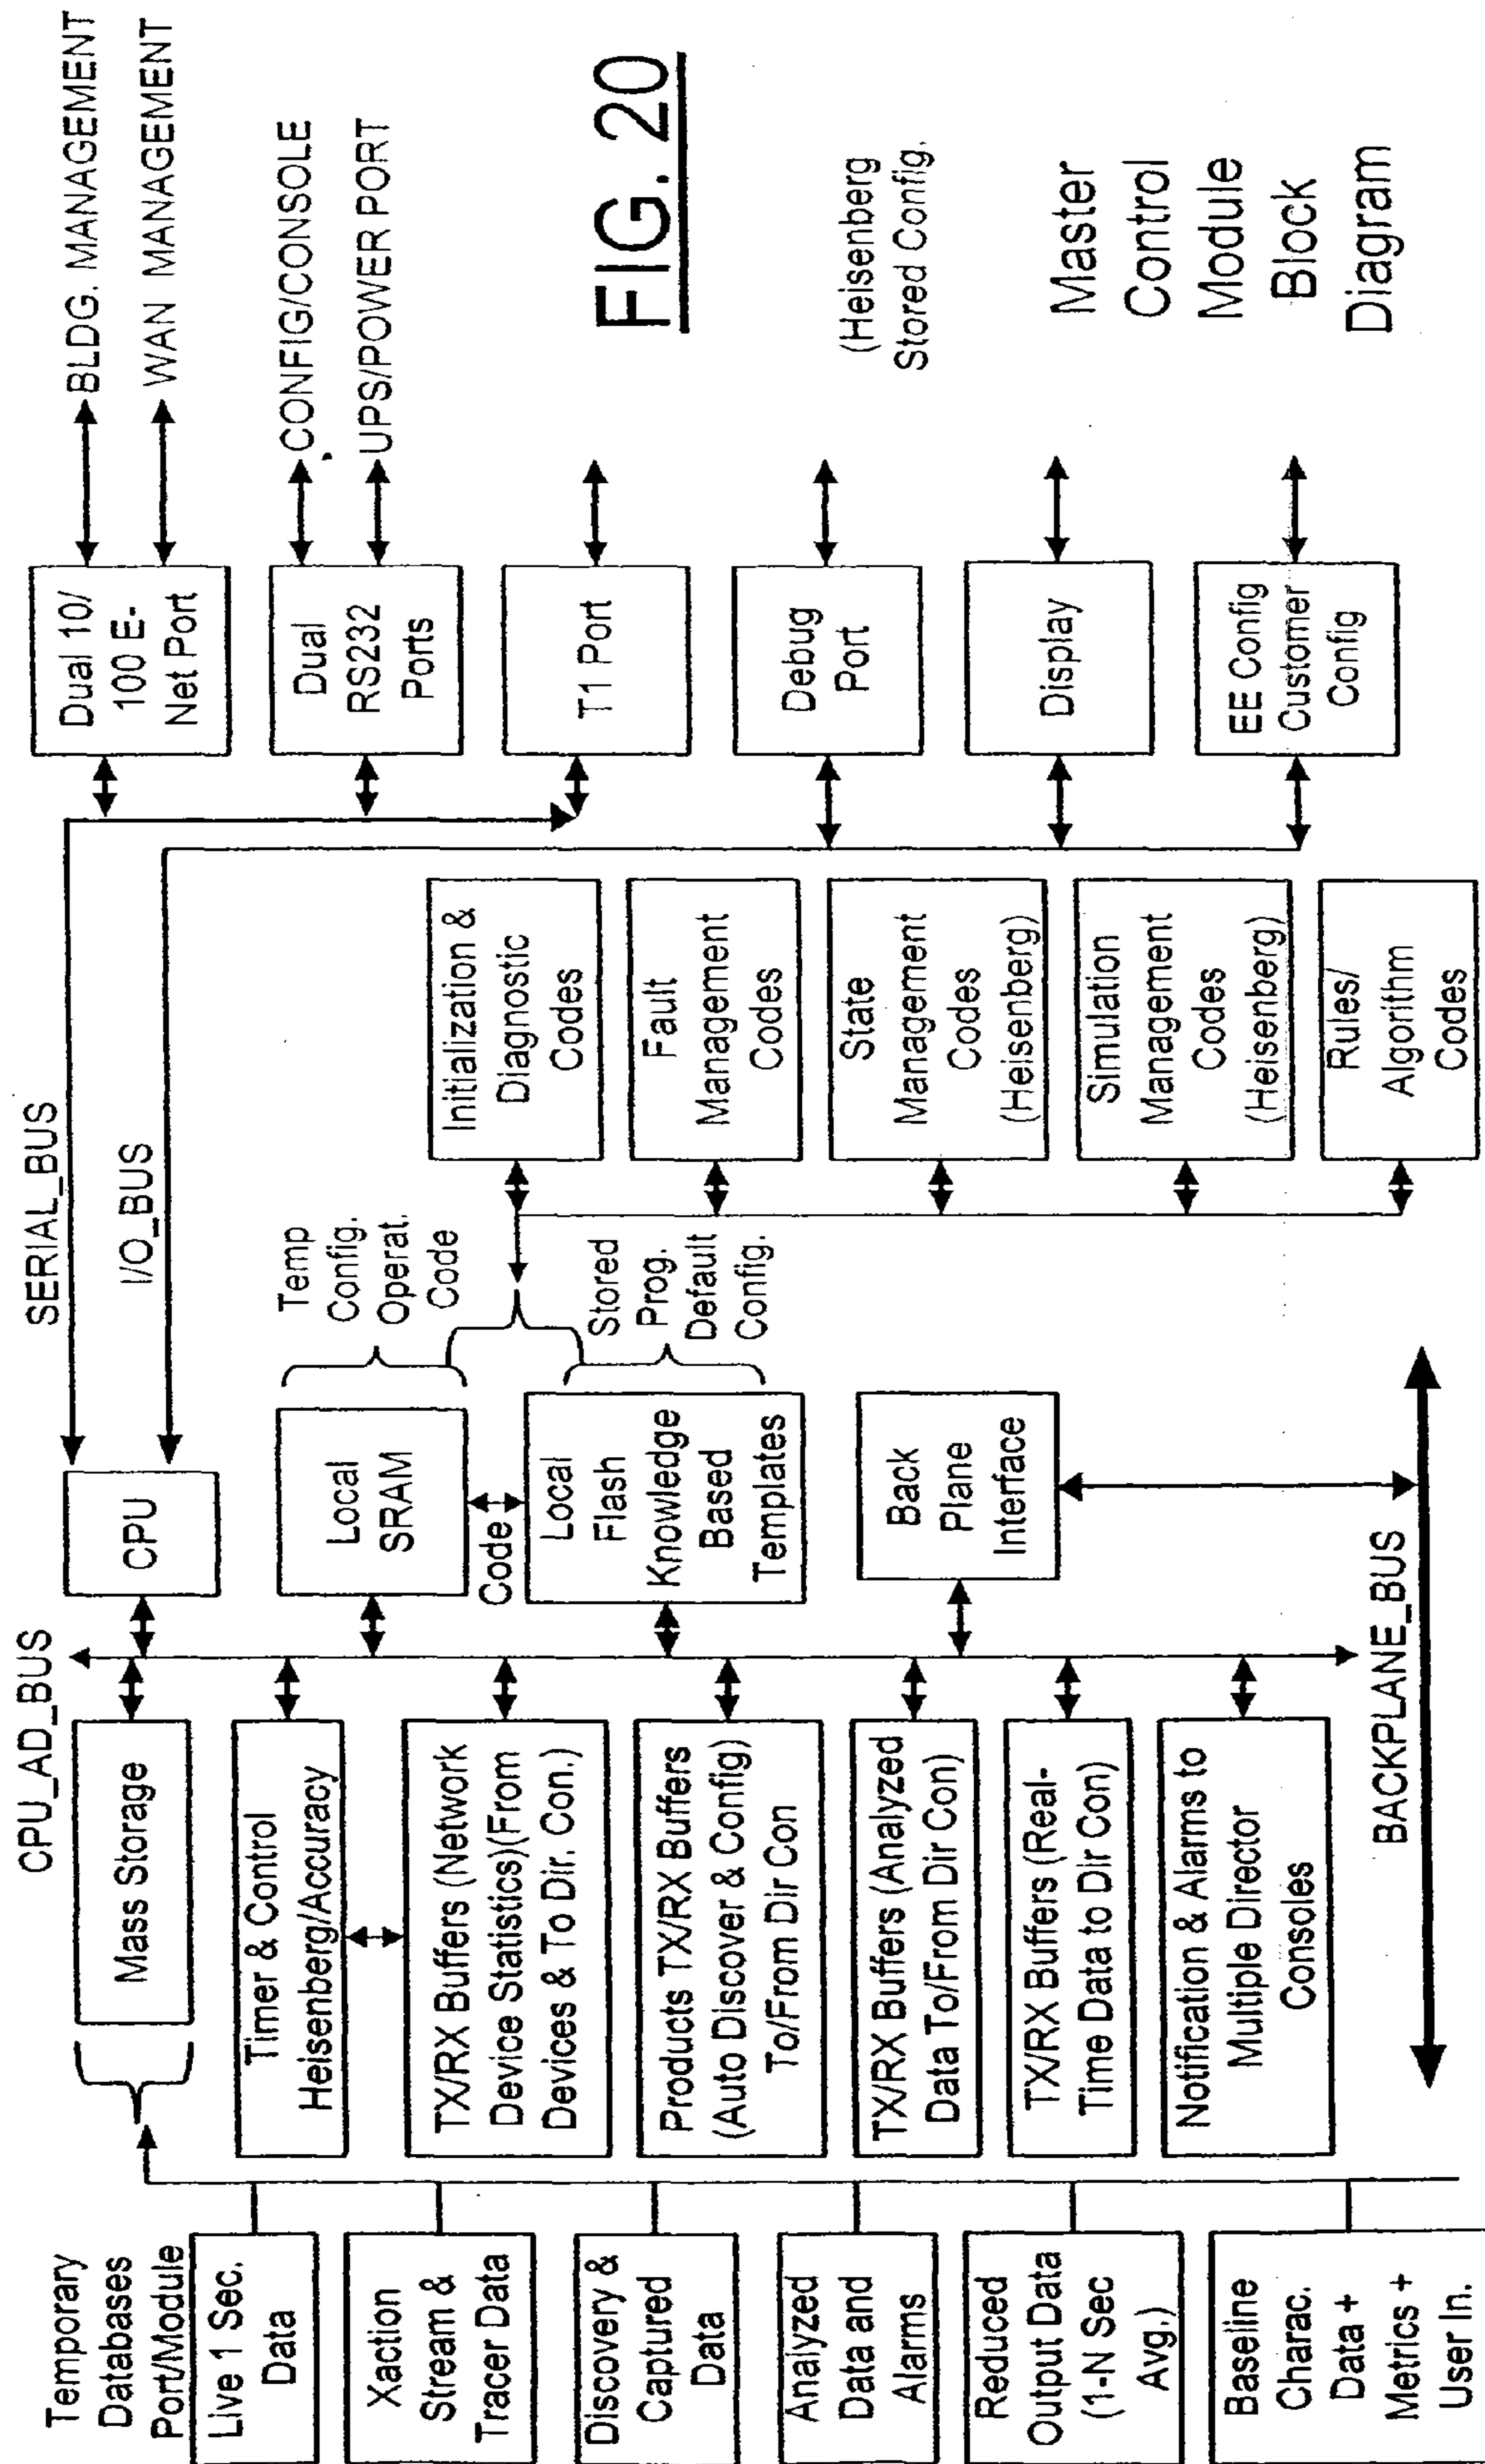 Temporary
Databases
Port/Module
Live 1 Sec.
Data
Xaction
Stream &
Tracer Data
Discovery &
Captured
Data
Analyzed
Data and
Alarms
Reduced
Output Data
(1-N Sec
Avg.)
Baseline
Charac.
Data +
Metrics +
User In.
CPU_AD_BUS
Mass Storage
Timer & Control
Heisenberg/Accuracy
TX/RX Buffers (Network
Device Statistics)(From
Devices & To Dir. Con.)
Products TX/RX Buffers
(Auto Discover & Config)
To/From Dir Con
TX/RX Buffers (Analyzed
Data To/From Dir Con)
TX/RX Buffers (Real-
Time Data to Dir Con)
Notification & Alarms to
Multiple Director
Consoles
BACKPLANE_BUS
CPU
Local
SRAM
Code
Local
Flash
Knowledge
Based
Templates
Back
Plane
Interface
Temp
Config.
Operat.
Code
Stored
Prog.
Default
Config.
SERIAL_BUS
I/O_BUS
Initialization &
Diagnostic
Codes
Fault
Management
Codes
State
Management
Codes
(Heisenberg)
Simulation
Management
Codes
(Heisenberg)
Rules/
Algorithm
Codes
Dual 10/
100 E-
Net Port
Dual
RS232
Ports
T1 Port
Debug
Port
Display
EE Config
Customer
Config
BLDG. MANAGEMENT
WAN MANAGEMENT
CONFIG/CONSOLE
UPS/POWER PORT
FIG. 20
(Heisenberg
Stored Config.
Master
Control
Module
Block
Diagram